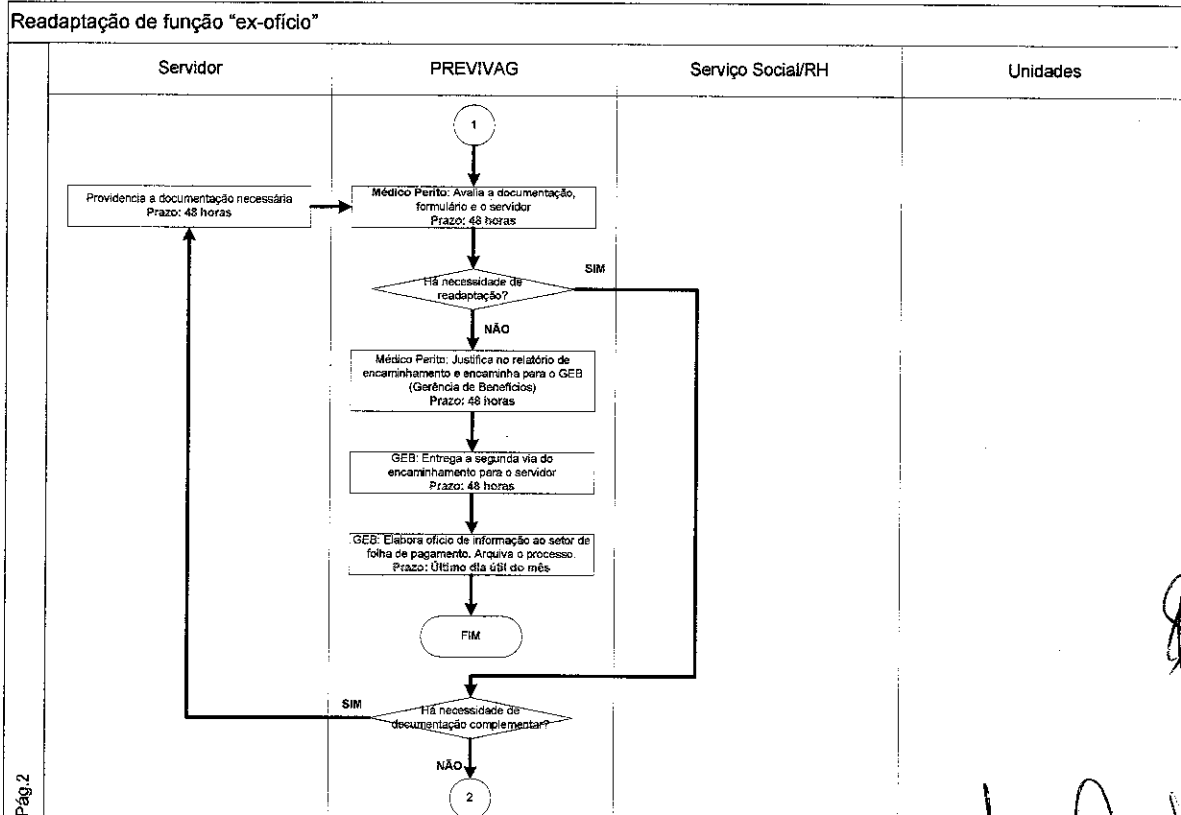 Readaptação de função “ex-ofício”
Servidor
PREVIVAG
Serviço Social/RH
Unidades
1
Providencia a documentação necessária
Prazo: 48 horas
Médico Perito: Avalia a documentação,
formulário e o servidor
Prazo: 48 horas
Há necessidade de
readaptação?
SIM
NÃO
Médico Perito: Justifica no relatório de
encaminhamento e encaminha para o GEB
(Gerência de Benefícios)
Prazo: 48 horas
GEB: Entrega a segunda via do
encaminhamento para o servidor
Prazo: 48 horas
GEB: Elabora ofício de informação ao setor de
folha de pagamento. Arquiva o processo.
Prazo: Último dia útil do mês
FIM
SIM
Há necessidade de
documentação complementar?
NÃO
2
Pág.2